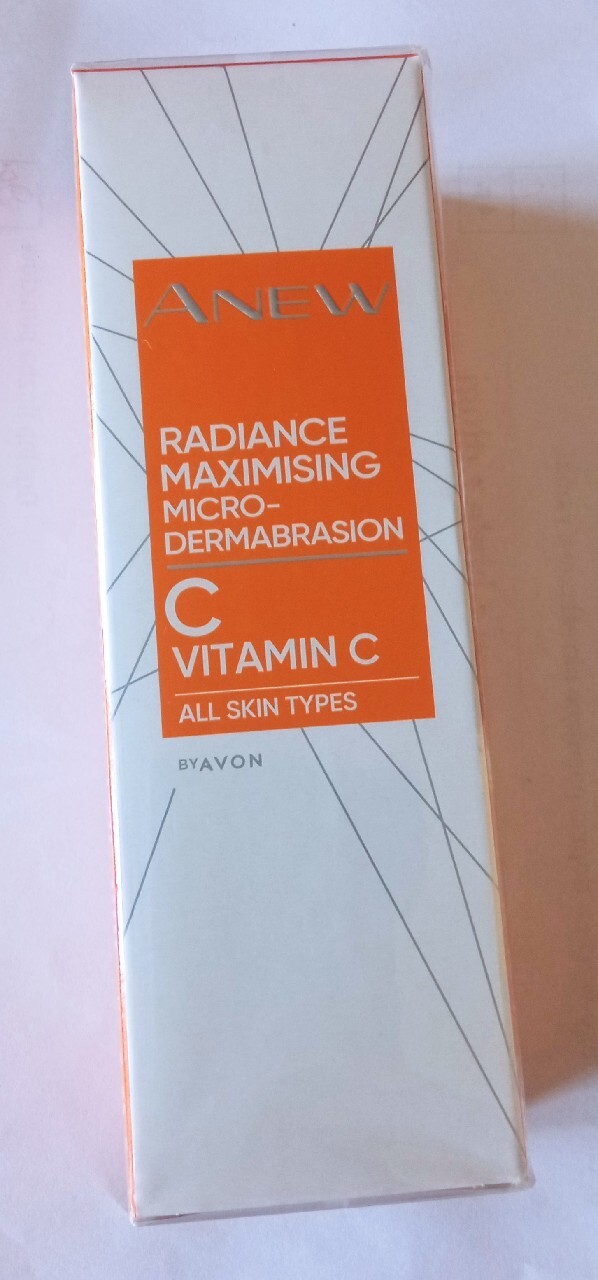 ANEW
RADIANCE
MAXIMISING
MICRO-
DERMABRASION
C
VITAMIN C
ALL SKIN TYPES
BY AVON